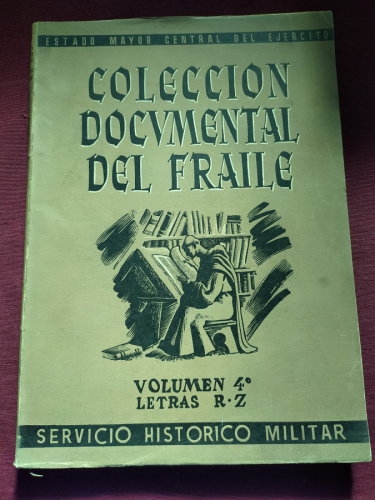 ESTADO MAYOR CENTRAL DEL EJERCITO
COLECCION
DOCVMENTAL
DEL FRAILE
VOLUMEN 4º
LETRAS R-Z
SERVICIO HISTORICO MILITAR